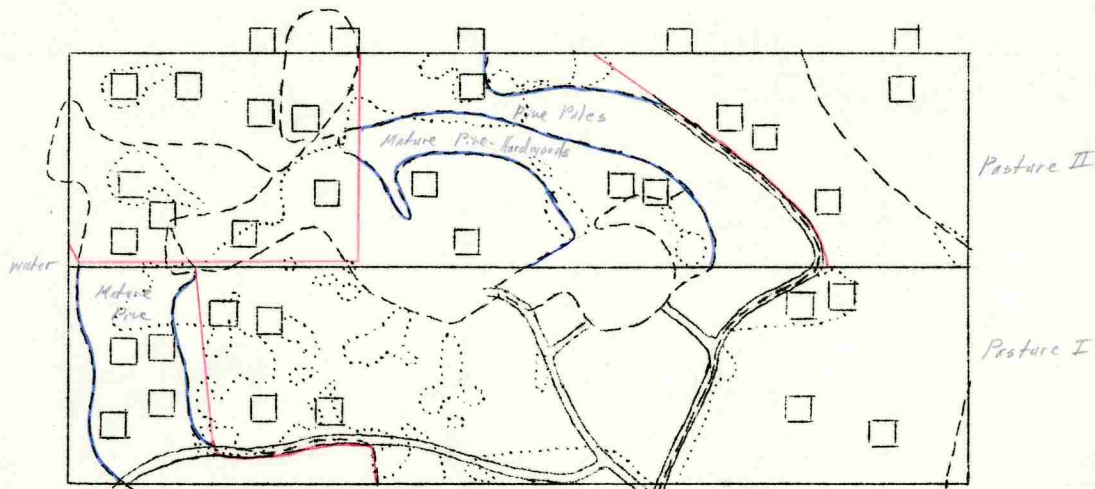 Pine Piles
Mature Pine-Hardwoods
Pasture II
water
Mature
Pine
Pasture I